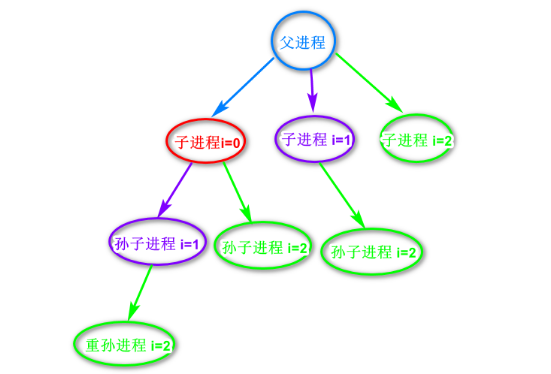 父进程
子进程i=0
子进程 i=1
子进程 i=2
孙子进程 i=1
孙子进程 i=2
孙子进程 i=2
重孙进程 i=2